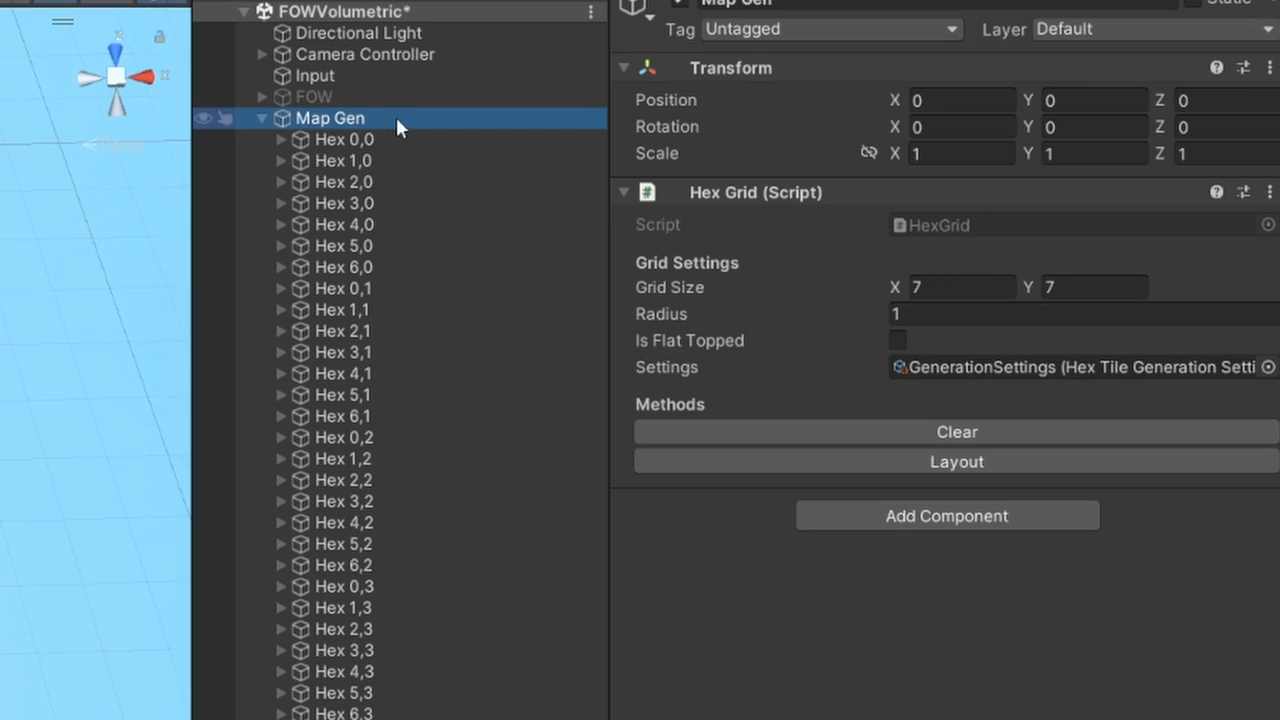 FOWVolumetric*
Directional Light
Camera Controller
Input
FOW
Map Gen
Hex 0,0
Hex 1,0
Hex 2,0
Hex 3,0
Hex 4,0
Hex 5,0
Hex 6,0
Hex 0,1
Hex 1,1
Hex 2,1
Hex 3,1
Hex 4,1
Hex 5,1
Hex 6,1
Hex 0,2
Hex 1,2
Hex 2,2
Hex 3,2
Hex 4,2
Hex 5,2
Hex 6,2
Hex 0,3
Hex 1,3
Hex 2,3
Hex 3,3
Hex 4,3
Hex 5,3
Hex 6,3
Map Gen Static
Tag Untagged Layer Default
Transform
Position X 0 Y 0 Z 0
Rotation X 0 Y 0 Z 0
Scale X 1 Y 1 Z 1
# Hex Grid (Script)
Script # HexGrid
Grid Settings
Grid Size X 7 Y 7
Radius 1
Is Flat Topped
Settings GenerationSettings (Hex Tile Generation Setti
Methods
Clear
Layout
Add Component